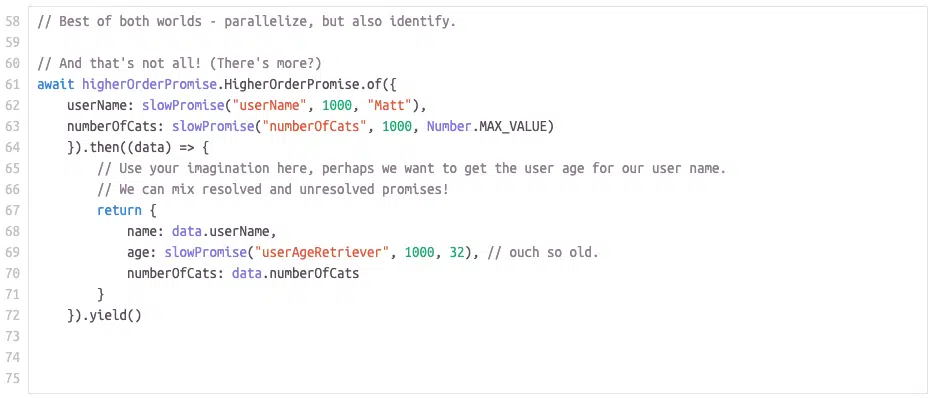 58 // Best of both worlds - parallelize, but also identify.
59
60 // And that's not all! (There's more?)
61 await higherOrderPromise.HigherOrderPromise.of({
62     userName: slowPromise("userName", 1000, "Matt"),
63     numberOfCats: slowPromise("numberOfCats", 1000, Number.MAX_VALUE)
64     }).then((data) => {
65         // Use your imagination here, perhaps we want to get the user age for our user name.
66         // We can mix resolved and unresolved promises!
67         return {
68             name: data.userName,
69             age: slowPromise("userAgeRetriever", 1000, 32), // ouch so old.
70             numberOfCats: data.numberOfCats
71         }
72     }).yield()
73
74
75